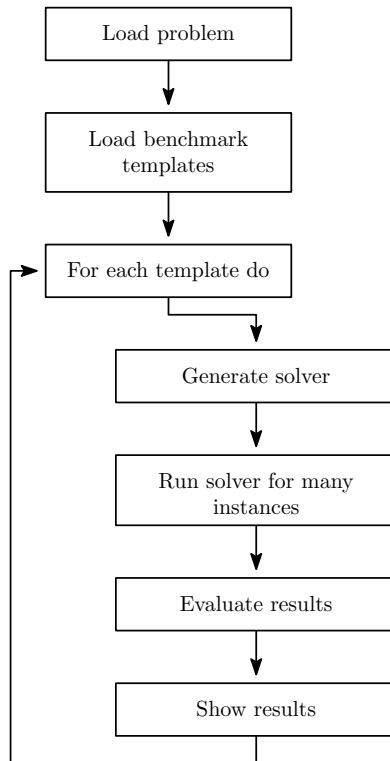 Load problem
Load benchmark
templates
For each template do
Generate solver
Run solver for many
instances
Evaluate results
Show results